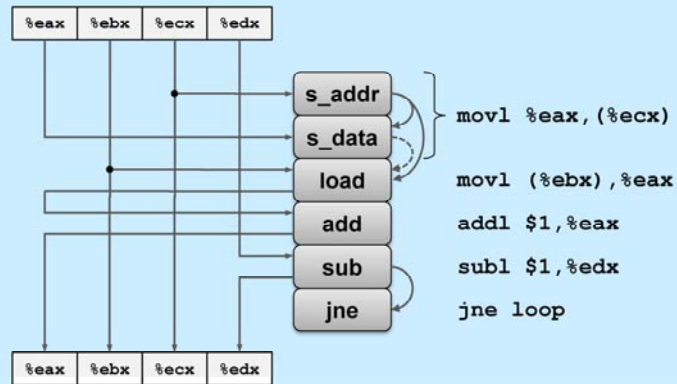 %eax %ebx %ecx %edx
s_addr
movl %eax,(%ecx)
s_data
load movl (%ebx),%eax
add addl $1,%eax
sub subl $1,%edx
jne jne loop
%eax %ebx %ecx %edx